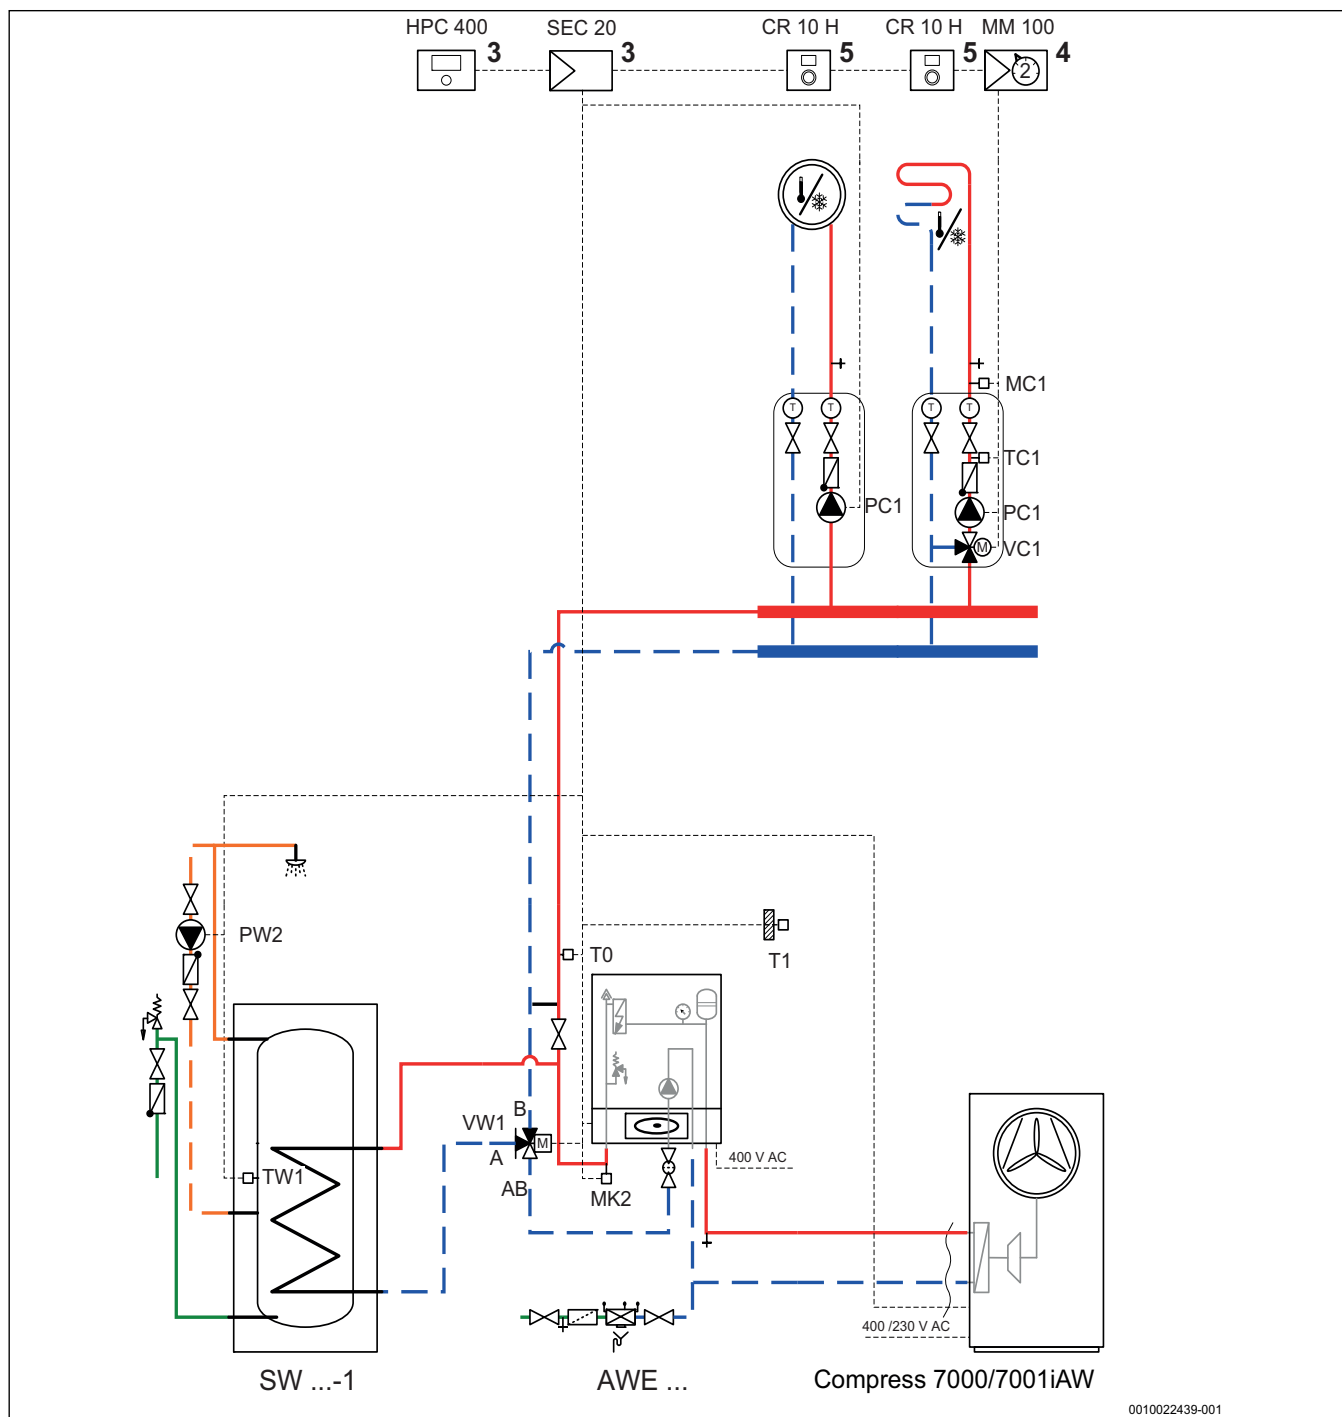 HPC 400 SEC 20 CR 10 H CR 10 H MM 100
3 3 5 5 4
2
MC1
T T T T
TC1
PC1 PC1
M VC1
PW2
T0 T1
B
VW1
M
A
400 V AC
TW1 AB MK2
400 /230 V AC
SW ...-1 AWE ... Compress 7000/7001iAW
0010022439-001